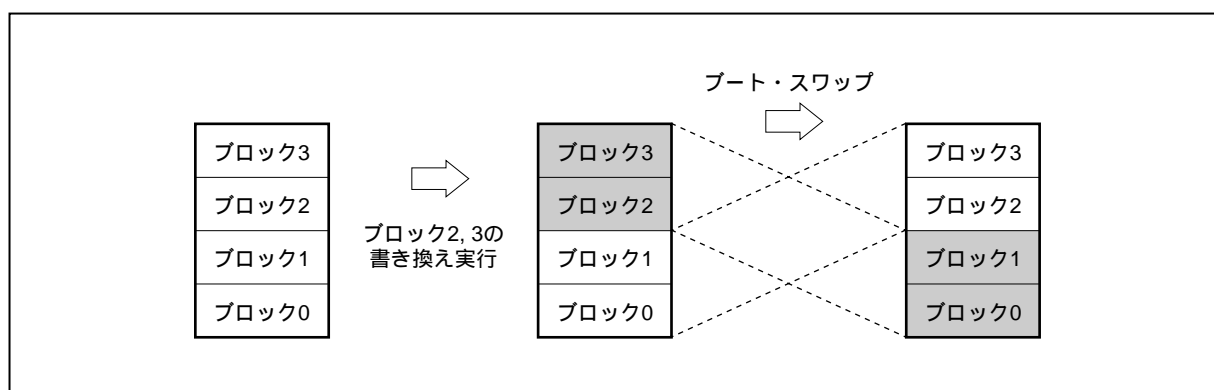 ブート・スワップ
ブロック3
ブロック2
ブロック1
ブロック0
ブロック2, 3の
書き換え実行
ブロック3
ブロック2
ブロック1
ブロック0
ブロック3
ブロック2
ブロック1
ブロック0